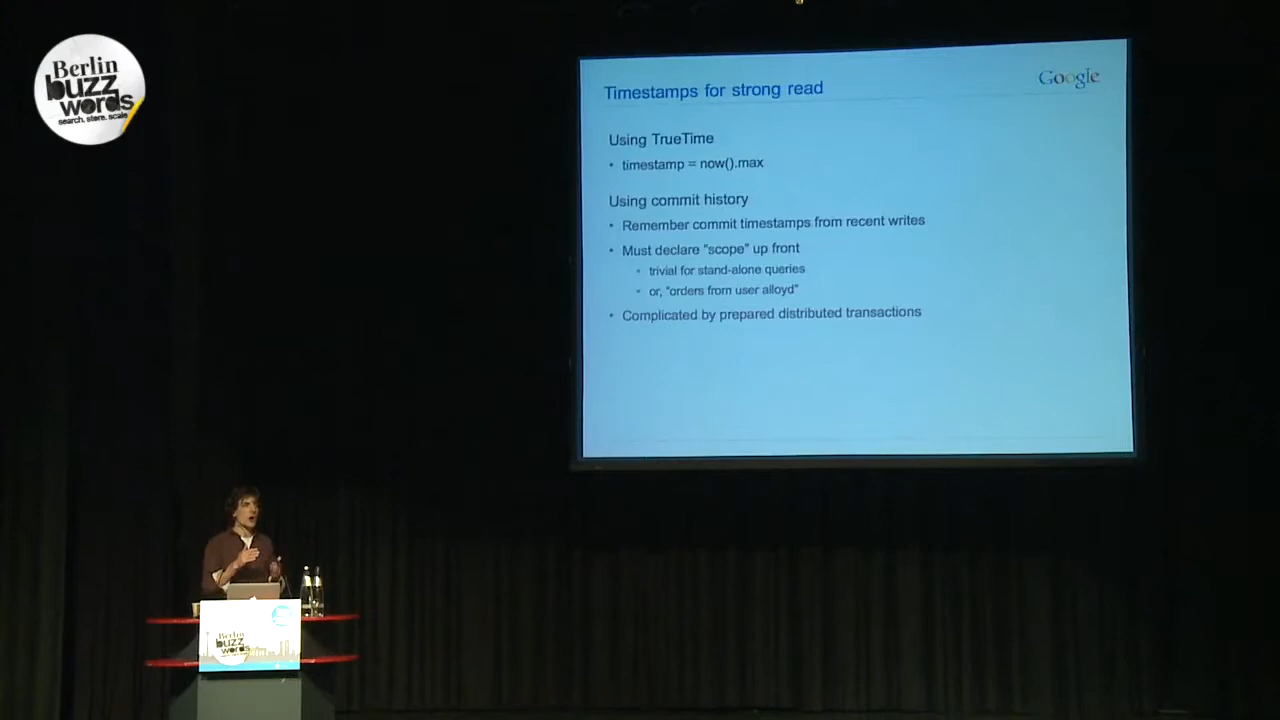 Berlin
buzz
words
search. store. scale
Google
Timestamps for strong read
Using TrueTime
• timestamp = now().max
Using commit history
• Remember commit timestamps from recent writes
• Must declare "scope" up front
• trivial for stand-alone queries
• or, "orders from user alloyd"
• Complicated by prepared distributed transactions
Berlin
buzz
words